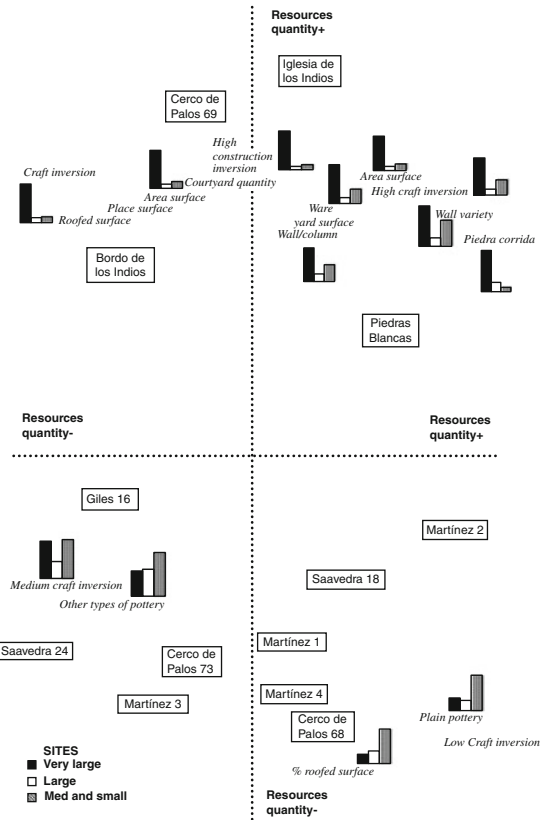 Resources
quantity+
Iglesia de
los Indios
Cerco de
Palos 69
High
construction
inversion
Craft inversion
Courtyard quantity
Area surface
Area surface
High craft inversion
Place surface
Roofed surface
Ware
yard surface
Wall variety
Wall/column
Piedra corrida
Bordo de
los Indios
Piedras
Blancas
Resources
quantity-
Resources
quantity+
Giles 16
Martínez 2
Medium craft inversion
Saavedra 18
Other types of pottery
Martínez 1
Saavedra 24
Cerco de
Palos 73
Martínez 4
Martínez 3
Cerco de
Palos 68
Plain pottery
Low Craft inversion
SITES
Very large
Large
Med and small
% roofed surface
Resources
quantity-